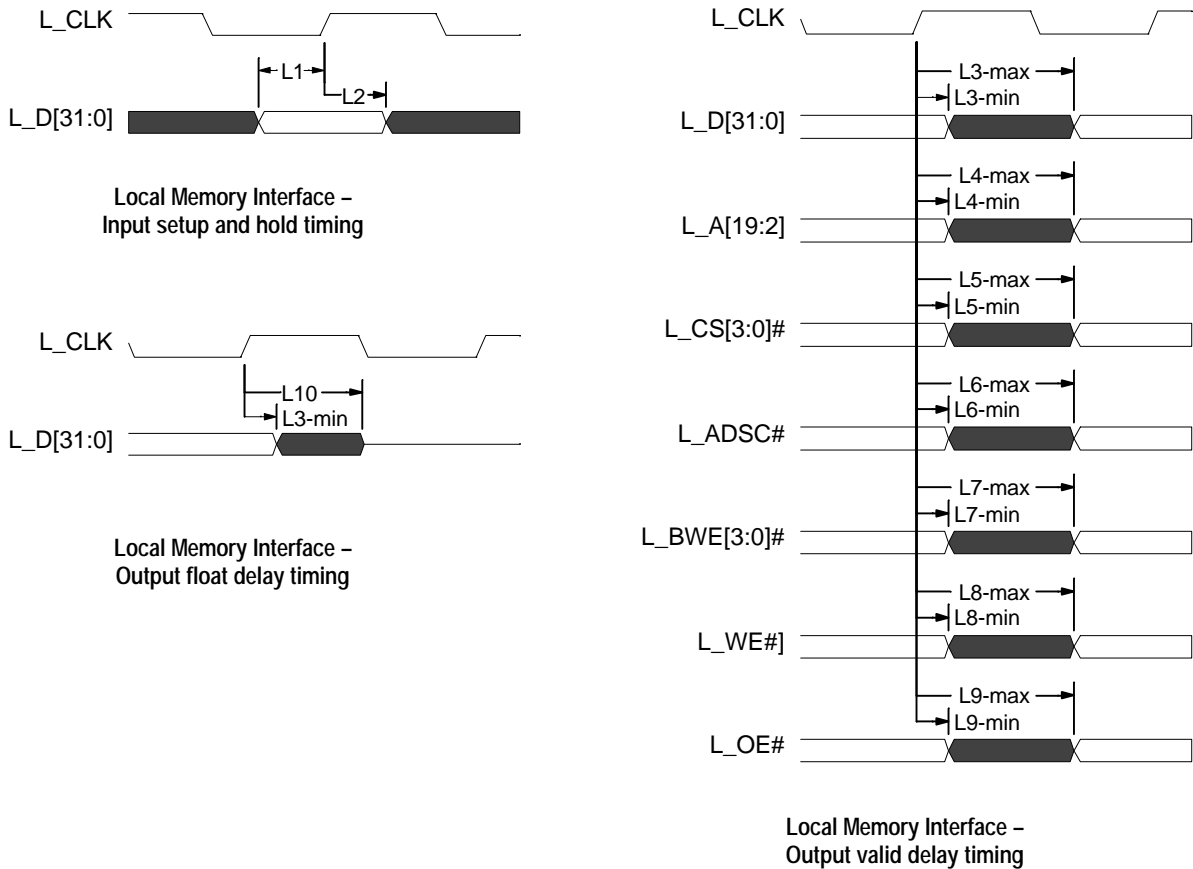 L_CLK
L1
L2
L_D[31:0]
Local Memory Interface –
Input setup and hold timing
L_CLK
L10
L3-min
L_D[31:0]
Local Memory Interface –
Output float delay timing
L_CLK
L3-max
L3-min
L_D[31:0]
L4-max
L4-min
L_A[19:2]
L5-max
L5-min
L_CS[3:0]#
L6-max
L6-min
L_ADSC#
L7-max
L7-min
L_BWE[3:0]#
L8-max
L8-min
L_WE#]
L9-max
L9-min
L_OE#
Local Memory Interface –
Output valid delay timing